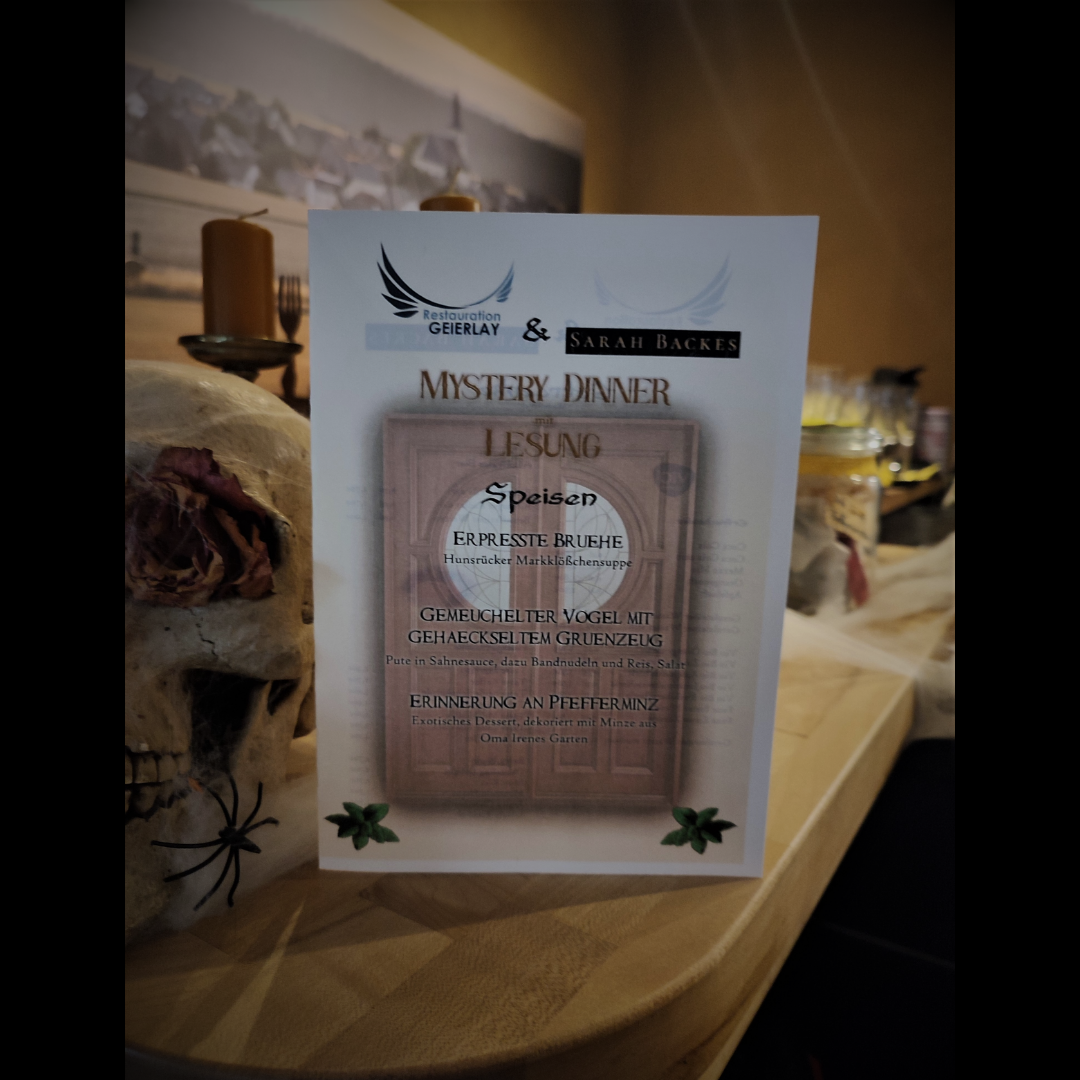 Restauration
GEIERLAY
&
SARAH BACKES
MYSTERY DINNER
mit
LESUNG
Speisen
ERPRESSTE BRUEHE
Hunsrücker Markklößchensuppe
GEMEUCHELTER VOGEL MIT
GEHAECKSELTEM GRUENZEUG
Pute in Sahnesauce, dazu Bandnudeln und Reis, Salat
ERINNERUNG AN PFEFFERMINZ
Exotisches Dessert, dekoriert mit Minze aus
Oma Irenes Garten